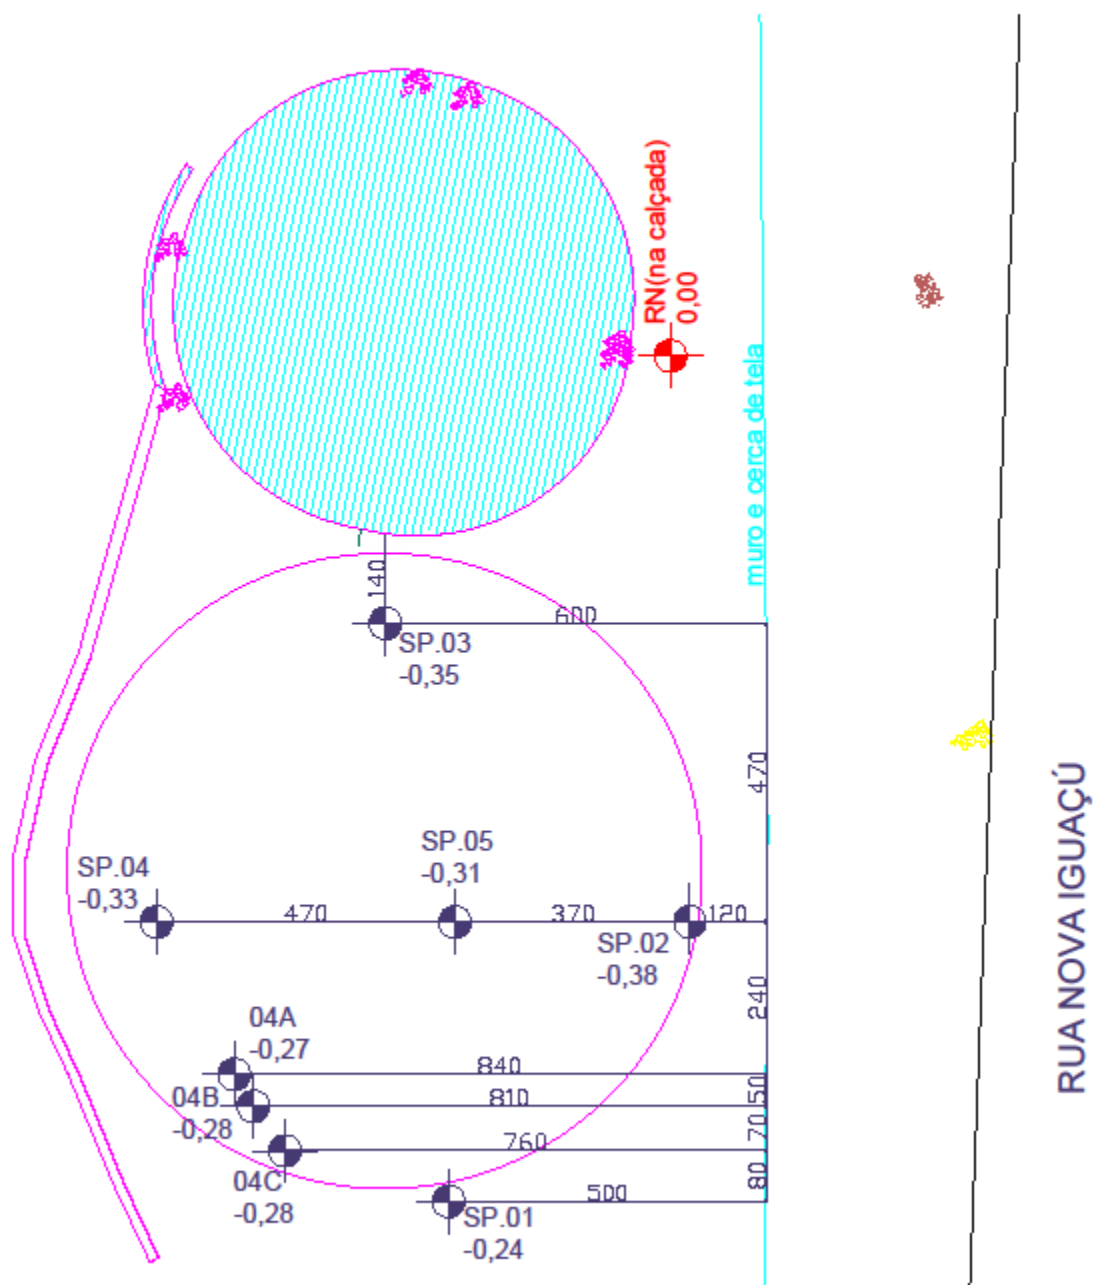 RN(na calçada)
0,00
muro e cerca de tela
140
600
SP.03
-0,35
470
RUA NOVA IGUAÇÚ
SP.04
-0,33
SP.05
-0,31
470
370
120
SP.02
-0,38
240
04A
-0,27
840
50
04B
-0,28
810
70
760
04C
-0,28
80
500
SP.01
-0,24